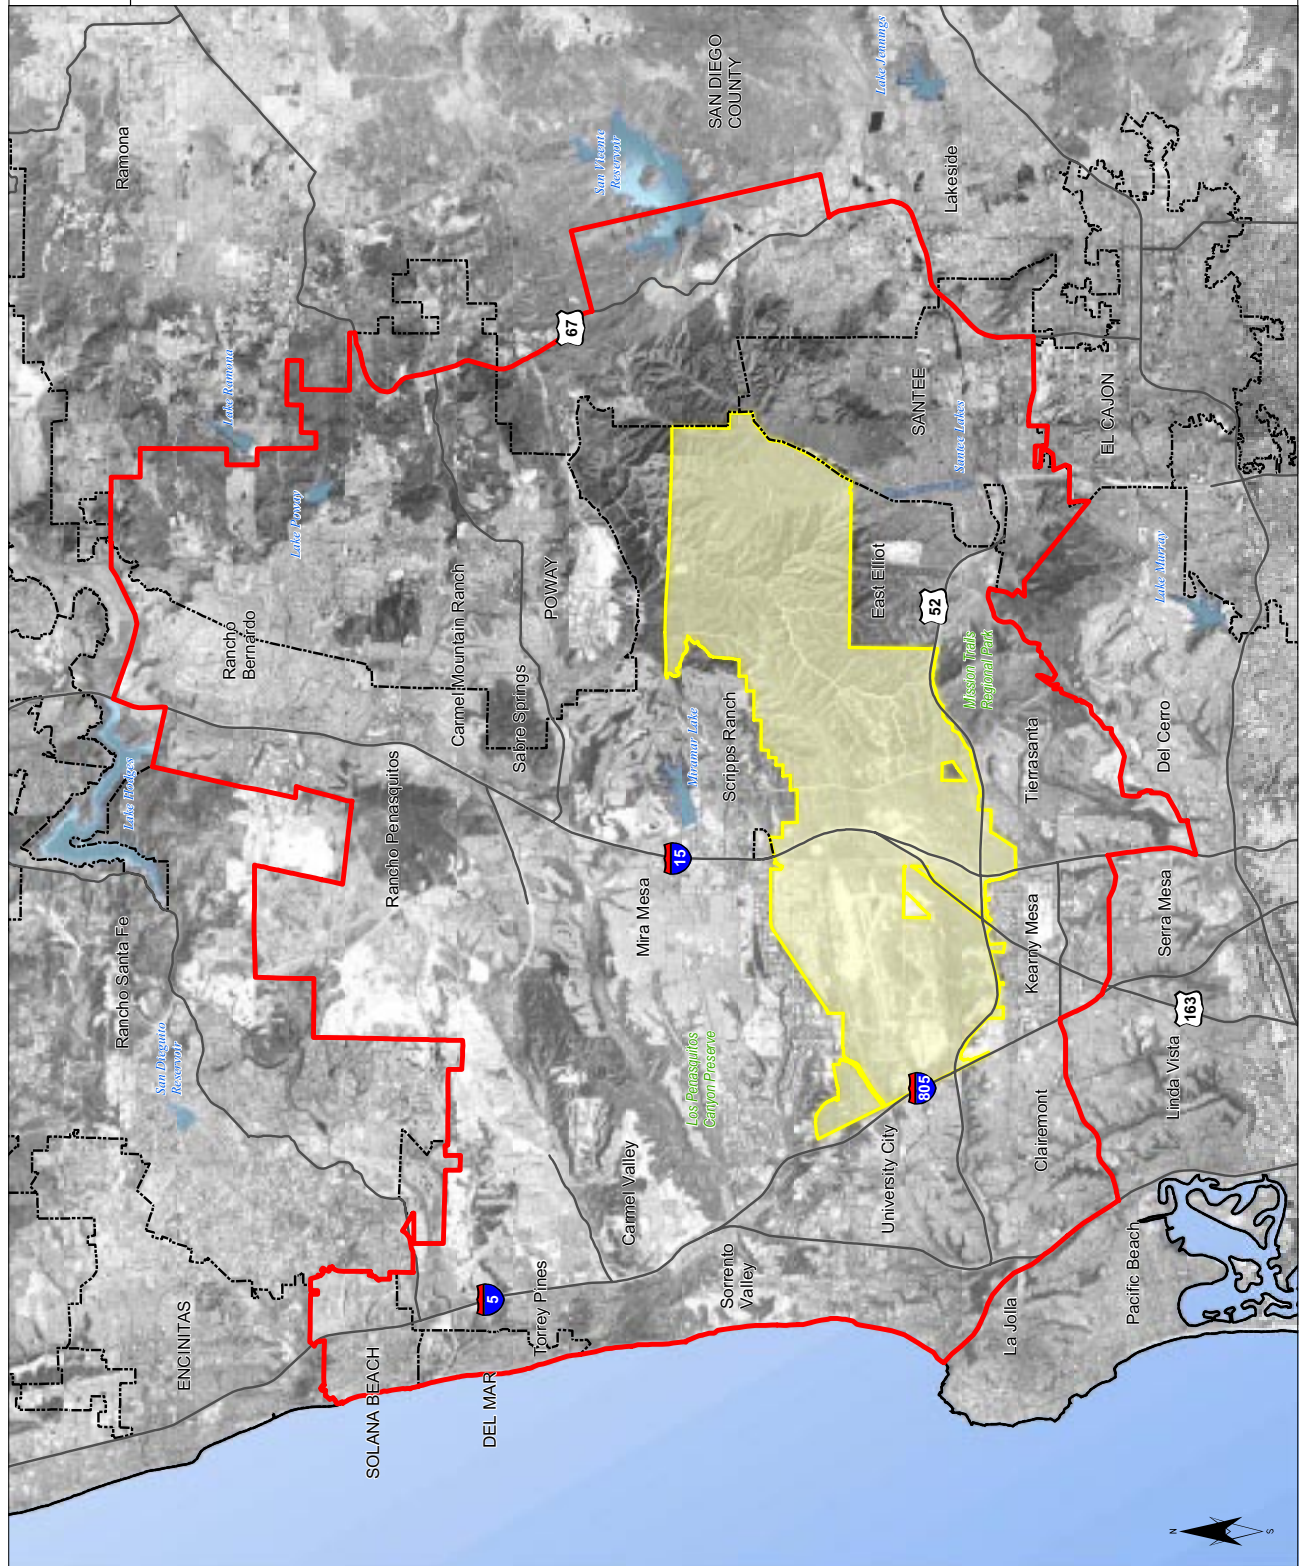 Ramona
Lake Ramona
Lake Poway
Rancho
Bernardo
Lake Hodges
Rancho Santa Fe
San Dieguito
Reservoir
ENCINITAS
SAN DIEGO
COUNTY
San Vicente
Reservoir
67
Carmel Mountain Ranch
POWAY
Sabre Springs
Rancho Penasquitos
SOLANA BEACH
DEL MAR
5
Torrey Pines
Lake Jennings
Lakeside
SANTEE
Santee Lakes
East Elliot
52
Mission Trails
Regional Park
Miramar Lake
Scripps Ranch
15
Mira Mesa
Los Penasquitos
Canyon Preserve
Carmel Valley
Sorrento
Valley
University City
805
EL CAJON
Lake Murray
Del Cerro
Tierrasanta
Kearny Mesa
Serra Mesa
163
Linda Vista
Clairemont
La Jolla
Pacific Beach
N
S